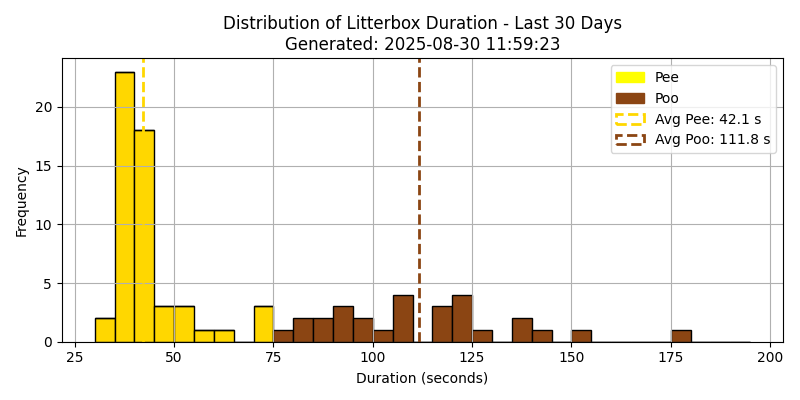 Distribution of Litterbox Duration - Last 30 Days
Generated: 2025-08-30 11:59:23
Pee
Poo
Avg Pee: 42.1 s
Avg Poo: 111.8 s
Frequency
20
15
10
5
0
25 50 75 100 125 150 175 200
Duration (seconds)